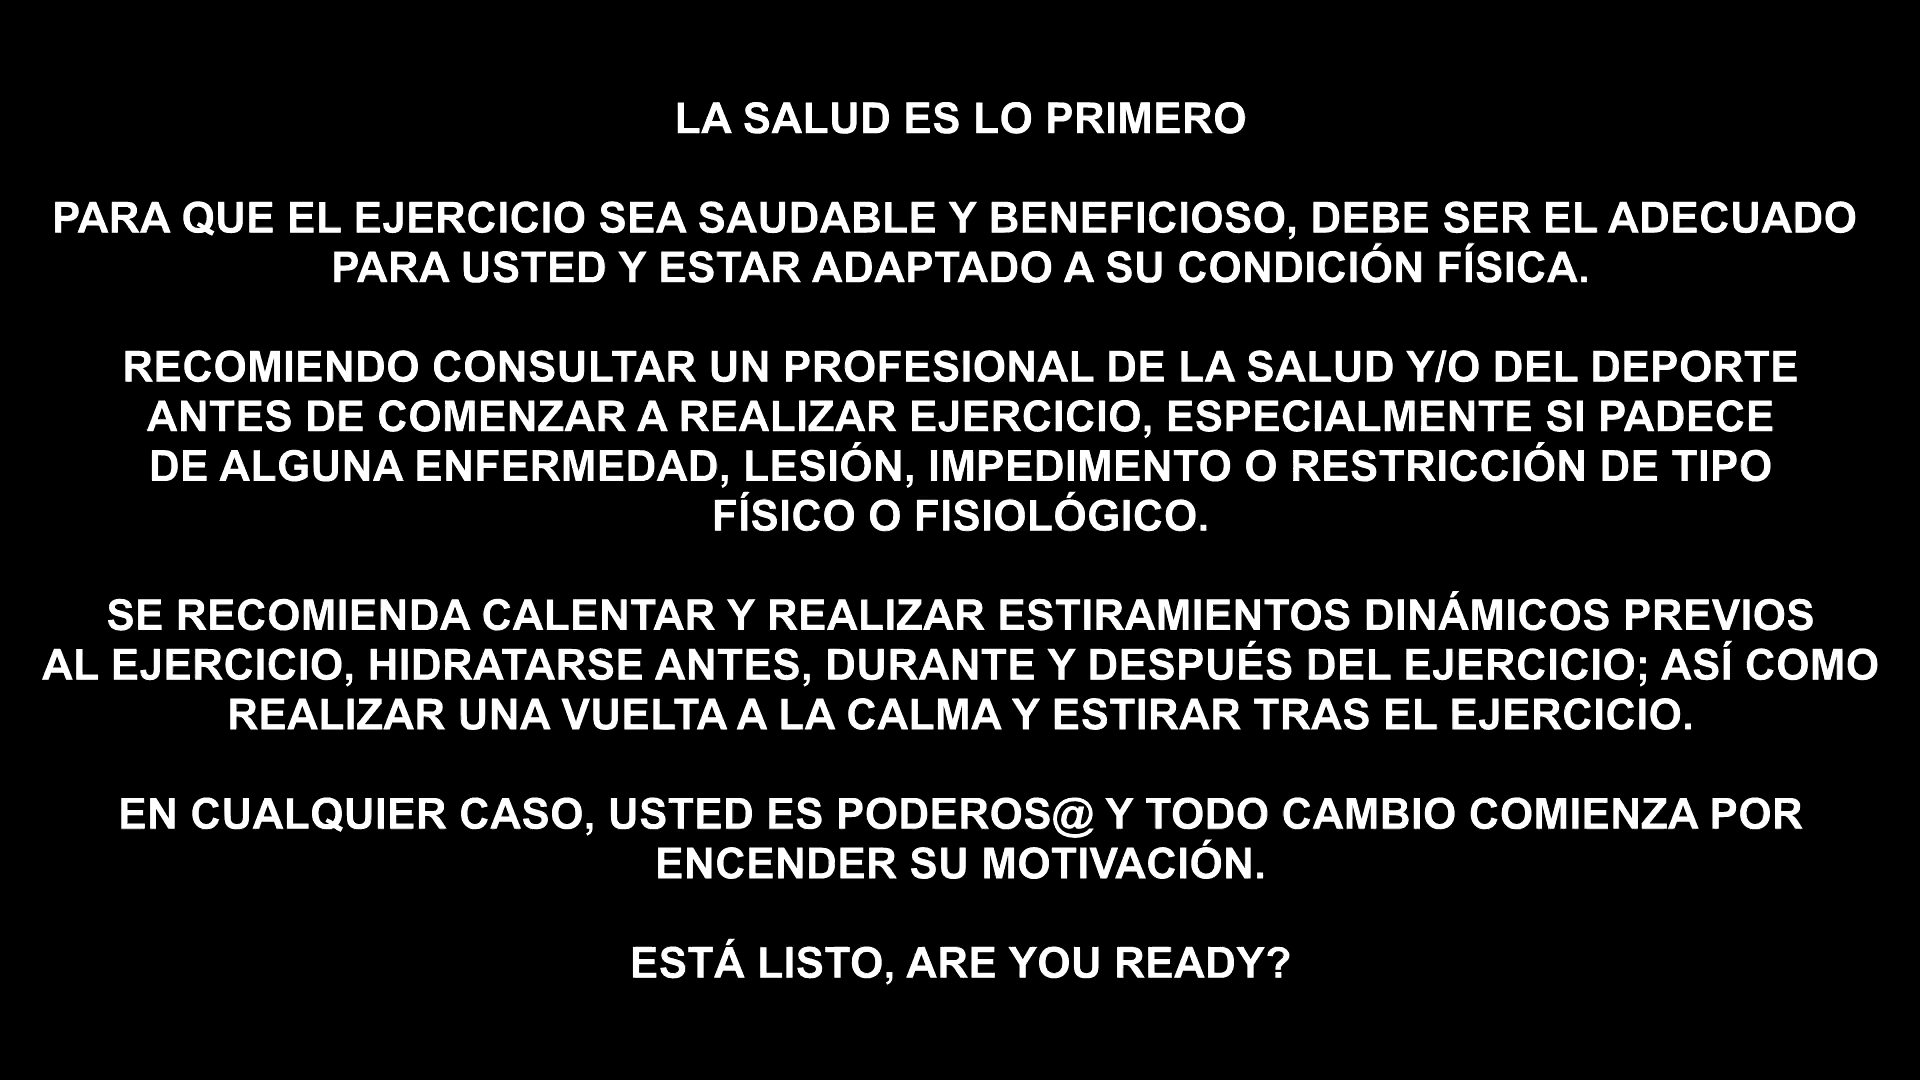 LA SALUD ES LO PRIMERO
PARA QUE EL EJERCICIO SEA SAUDABLE Y BENEFICIOSO, DEBE SER EL ADECUADO
PARA USTED Y ESTAR ADAPTADO A SU CONDICIÓN FÍSICA.
RECOMIENDO CONSULTAR UN PROFESIONAL DE LA SALUD Y/O DEL DEPORTE
ANTES DE COMENZAR A REALIZAR EJERCICIO, ESPECIALMENTE SI PADECE
DE ALGUNA ENFERMEDAD, LESIÓN, IMPEDIMENTO O RESTRICCIÓN DE TIPO
FÍSICO O FISIOLÓGICO.
SE RECOMIENDA CALENTAR Y REALIZAR ESTIRAMIENTOS DINÁMICOS PREVIOS
AL EJERCICIO, HIDRATARSE ANTES, DURANTE Y DESPUÉS DEL EJERCICIO; ASÍ COMO
REALIZAR UNA VUELTA A LA CALMA Y ESTIRAR TRAS EL EJERCICIO.
EN CUALQUIER CASO, USTED ES PODEROS@ Y TODO CAMBIO COMIENZA POR
ENCENDER SU MOTIVACIÓN.
ESTÁ LISTO, ARE YOU READY?